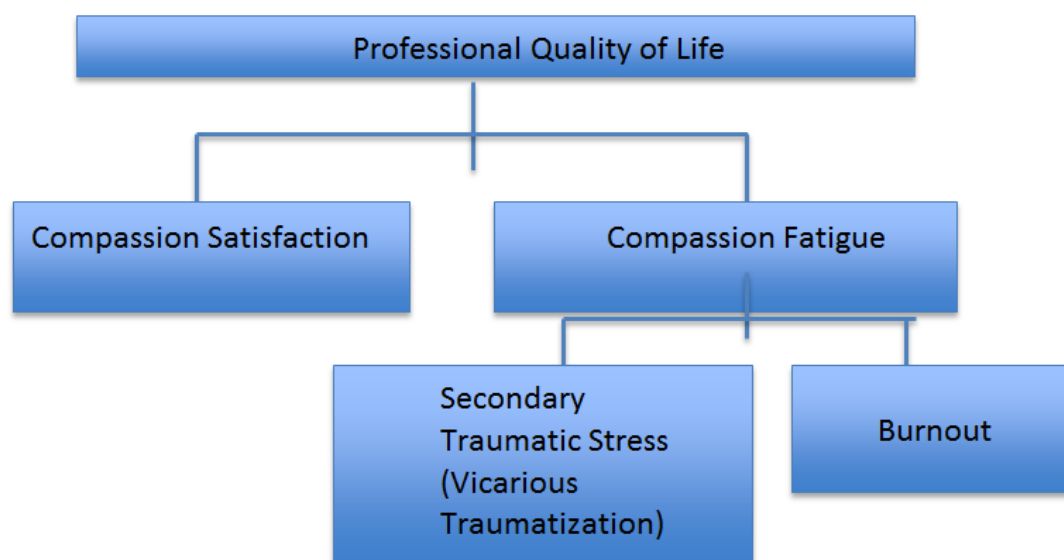 Professional Quality of Life
Compassion Satisfaction
Compassion Fatigue
Secondary
Traumatic Stress
(Vicarious
Traumatization)
Burnout